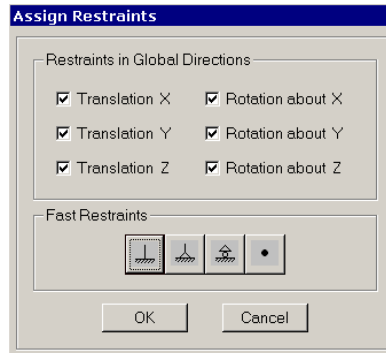 Assign Restraints
Restraints in Global Directions
Translation X Rotation about X
Translation Y Rotation about Y
Translation Z Rotation about Z
Fast Restraints
OK Cancel